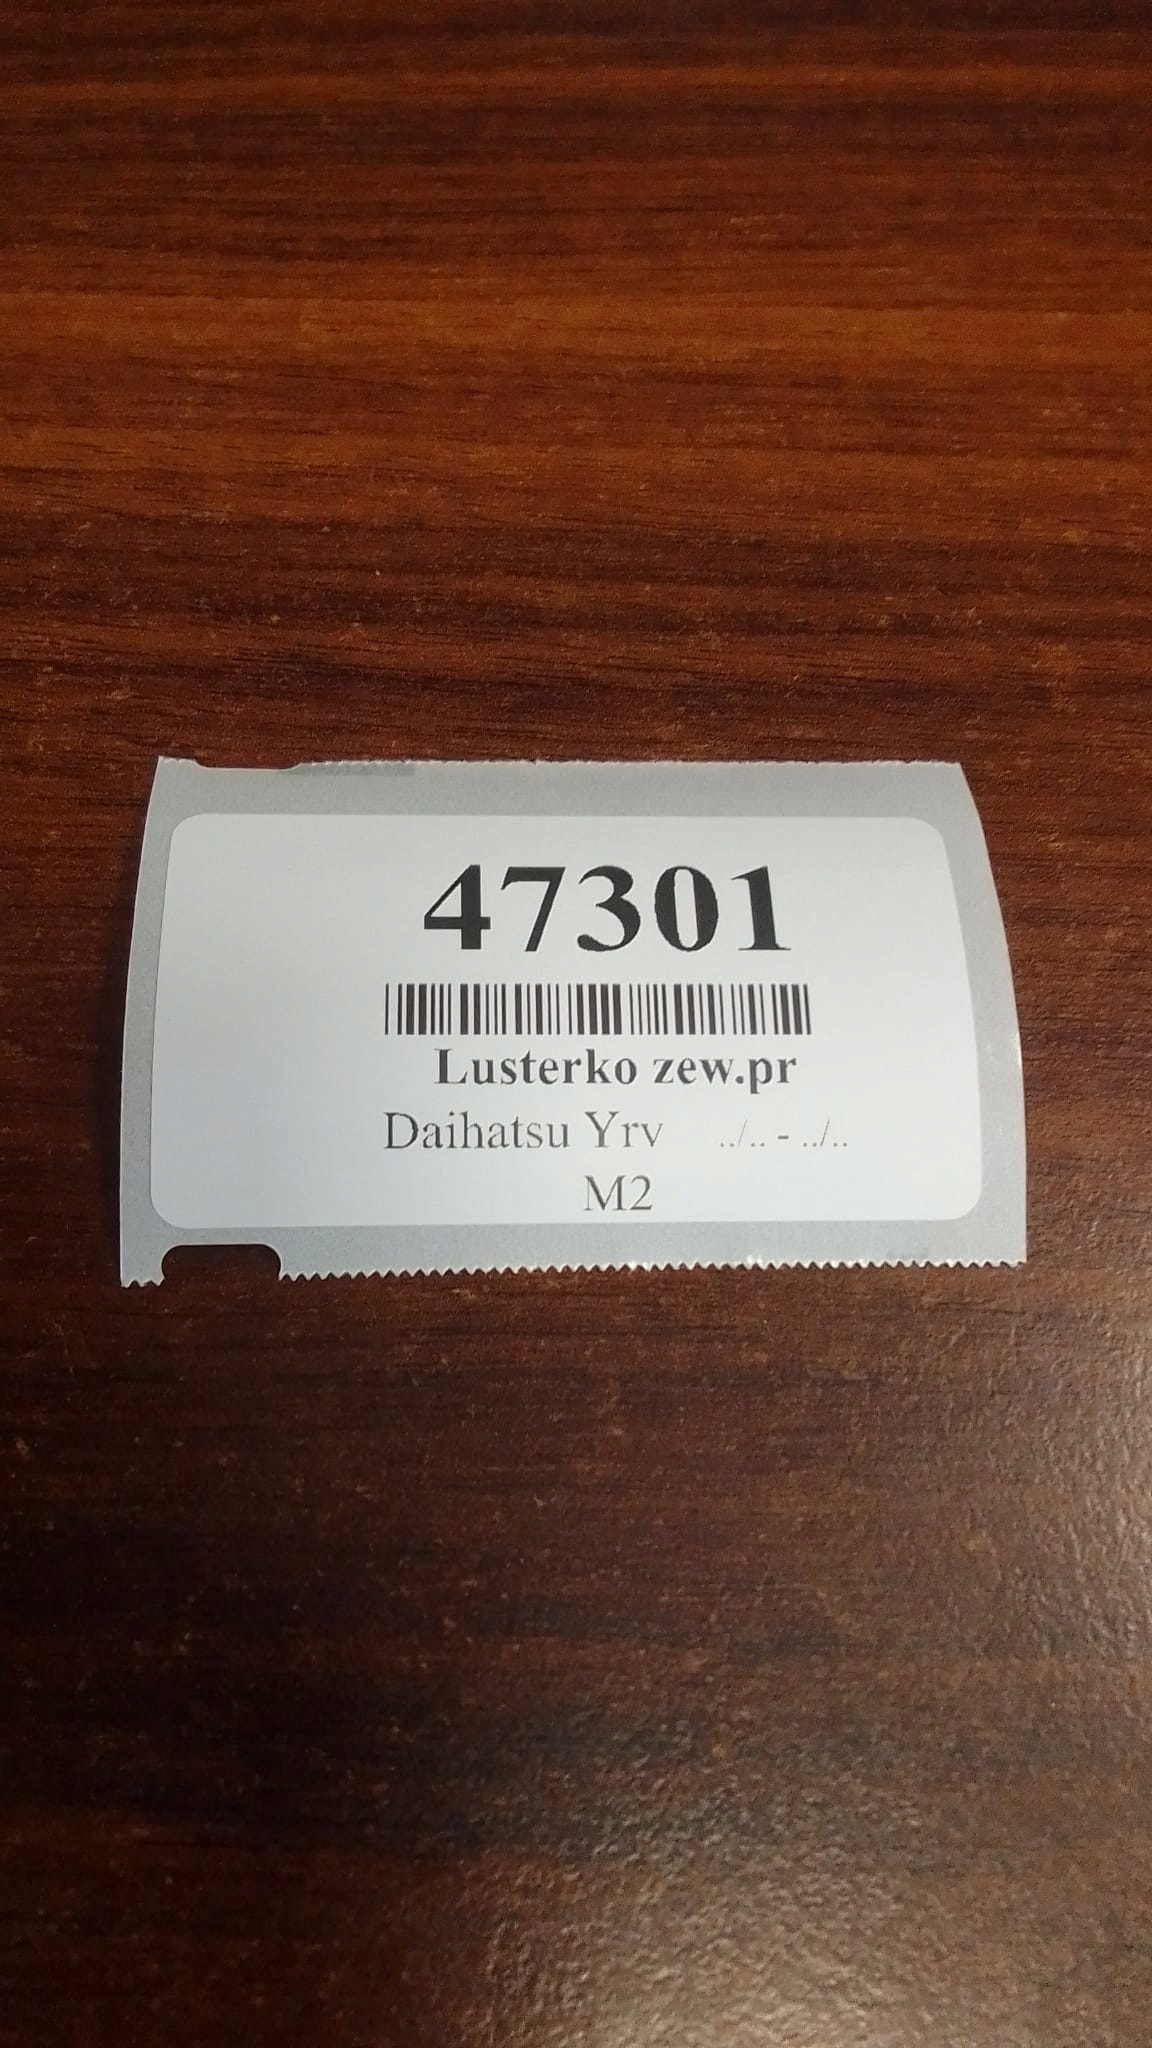 47301
Lusterko zew.pr
Daihatsu Yrv ../.. - ../..
M2